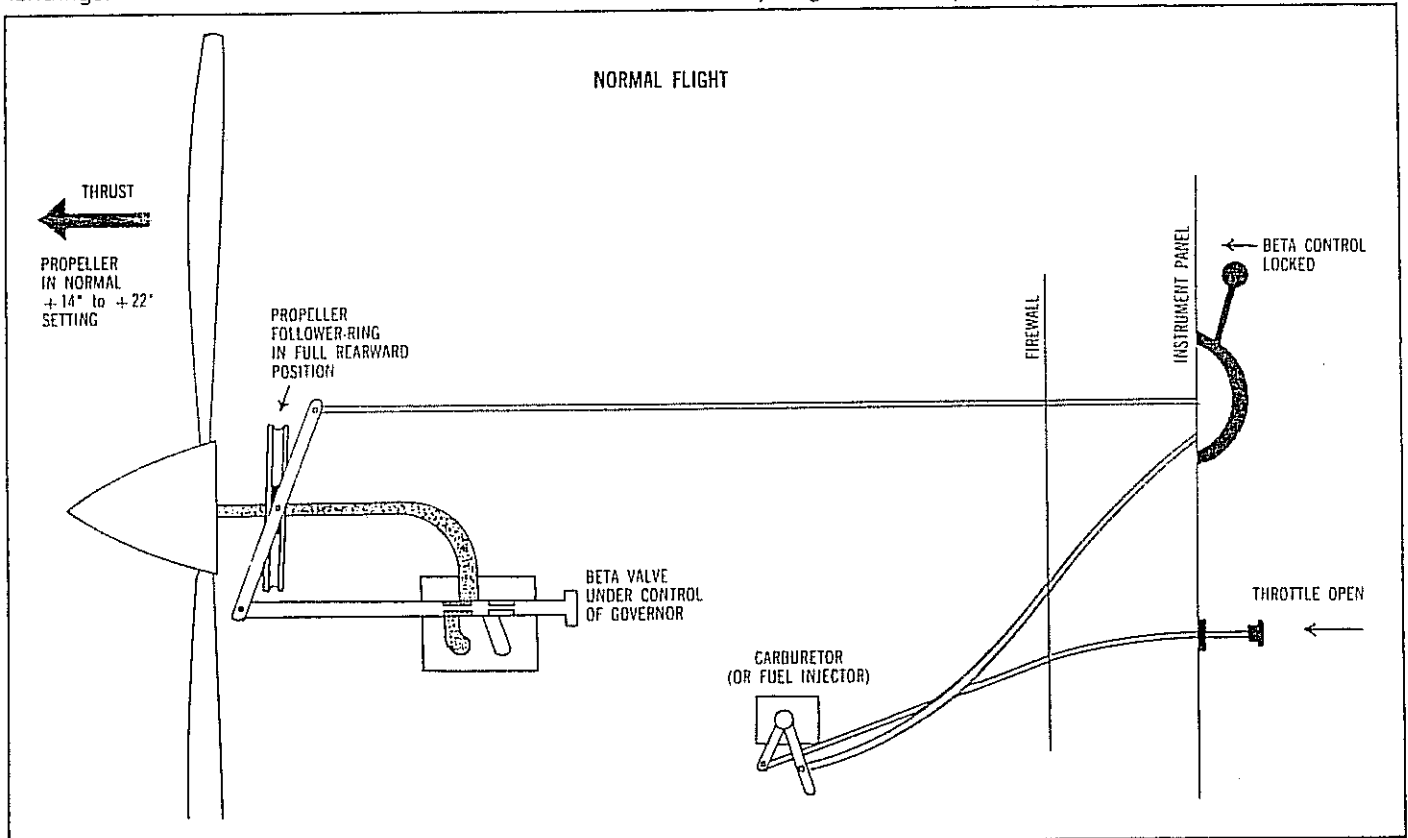 NORMAL FLIGHT
THRUST
PROPELLER
IN NORMAL
+14° to +22°
SETTING
PROPELLER
FOLLOWER-RING
IN FULL REARWARD
POSITION
FIREWALL
INSTRUMENT PANEL
BETA CONTROL
LOCKED
BETA VALVE
UNDER CONTROL
OF GOVERNOR
THROTTLE OPEN
CARBURETOR
(OR FUEL INJECTOR)